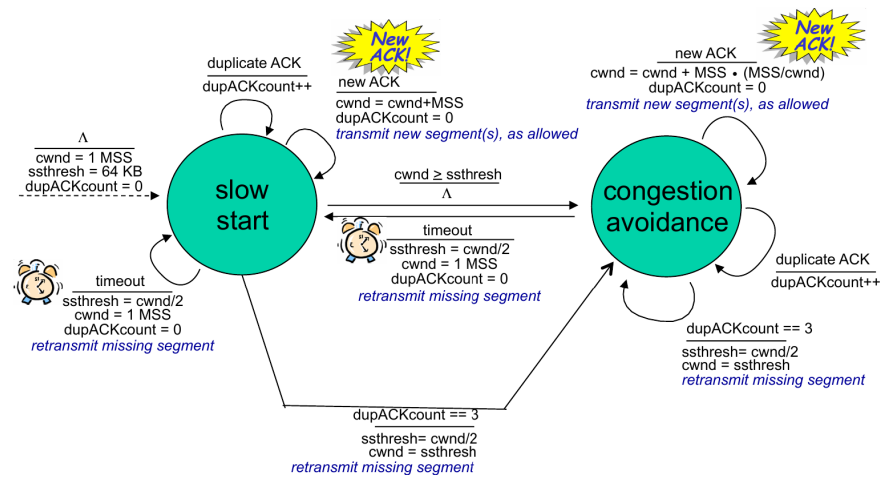 New
ACK!
duplicate ACK
dupACKcount++
new ACK
cwnd = cwnd+MSS
dupACKcount = 0
transmit new segment(s), as allowed
New
ACK!
new ACK
cwnd = cwnd + MSS • (MSS/cwnd)
dupACKcount = 0
transmit new segment(s), as allowed
Λ
cwnd = 1 MSS
ssthresh = 64 KB
dupACKcount = 0
slow
start
cwnd ≥ ssthresh
Λ
congestion
avoidance
timeout
ssthresh = cwnd/2
cwnd = 1 MSS
dupACKcount = 0
retransmit missing segment
timeout
ssthresh = cwnd/2
cwnd = 1 MSS
dupACKcount = 0
retransmit missing segment
duplicate ACK
dupACKcount++
dupACKcount == 3
ssthresh= cwnd/2
cwnd = ssthresh
retransmit missing segment
dupACKcount == 3
ssthresh= cwnd/2
cwnd = ssthresh
retransmit missing segment